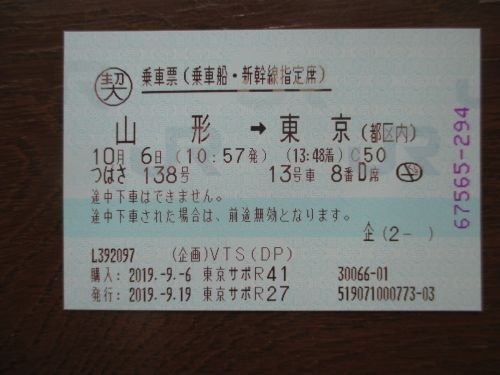 契 乗車票(乗車船・新幹線指定席)
山形 → 東京(都区内)
10月 6日(10:57発) (13:48着)C50
つばさ 138号 13号車 8番D席
途中下車はできません。
途中下車された場合は、前途無効となります。
企(2- )
L392097 (企画)VTS(DP)
購入:2019.-9.-6 東京サポR41 30066-01
発行:2019.-9.19 東京サポR27 519071000773-03
67565-294